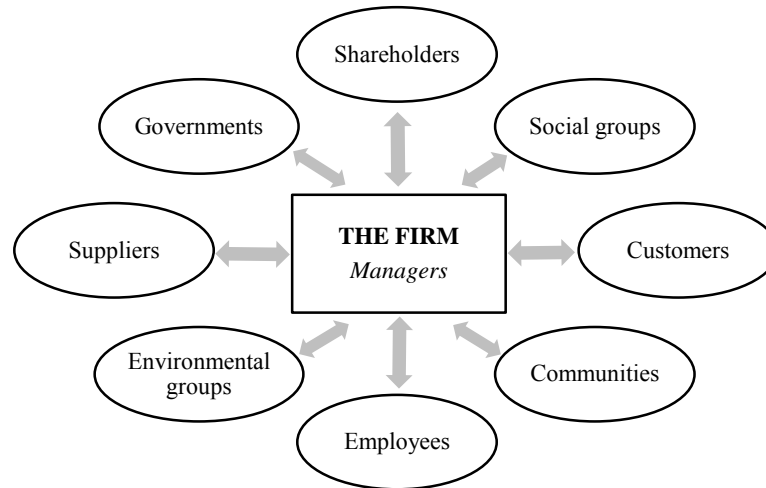 Shareholders
Governments
Social groups
Suppliers
THE FIRM
Managers
Customers
Environmental
groups
Communities
Employees